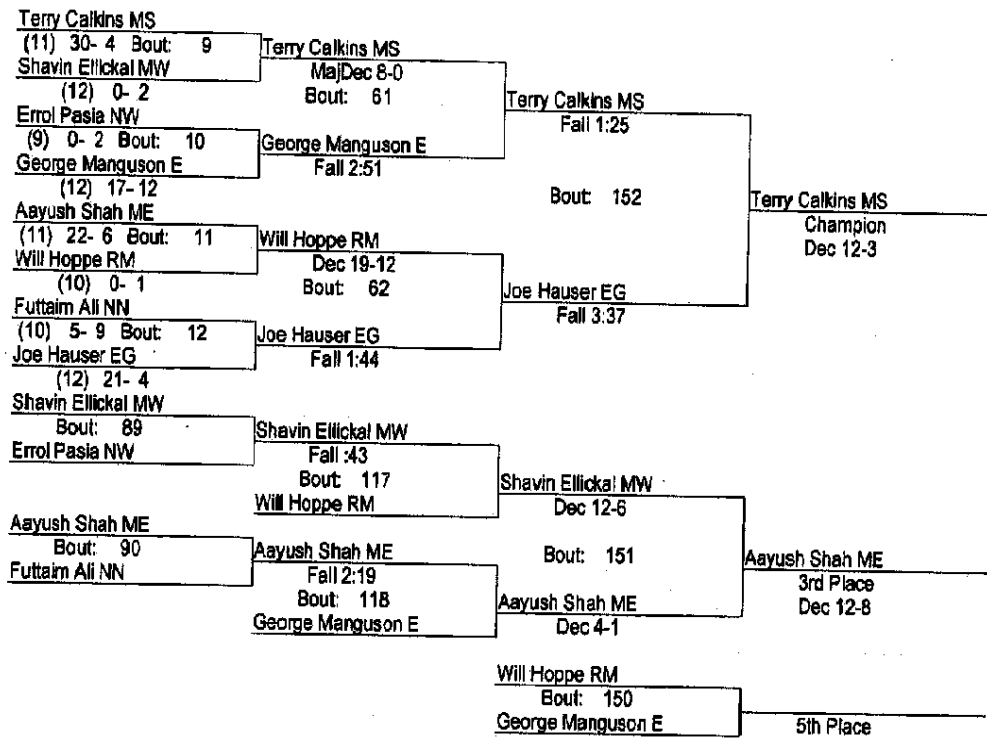 Terry Calkins MS
(11) 30- 4 Bout: 9
Shavin Ellickal MW
(12) 0- 2
Errol Pasia NW
(9) 0- 2 Bout: 10
George Manguson E
(12) 17- 12
Aayush Shah ME
(11) 22- 6 Bout: 11
Will Hoppe RM
(10) 0- 1
Futtaim Ali NN
(10) 5- 9 Bout: 12
Joe Hauser EG
(12) 21- 4
Shavin Ellickal MW
Bout: 89
Errol Pasia NW
Aayush Shah ME
Bout: 90
Futtaim Ali NN
Terry Calkins MS
MajDec 8-0
Bout: 61
George Manguson E
Fall 2:51
Will Hoppe RM
Dec 19-12
Bout: 62
Joe Hauser EG
Fall 1:44
Shavin Ellickal MW
Fall :43
Bout: 117
Will Hoppe RM
Aayush Shah ME
Fall 2:19
Bout: 118
George Manguson E
Terry Calkins MS
Fall 1:25
Bout: 152
Joe Hauser EG
Fall 3:37
Shavin Ellickal MW
Dec 12-6
Bout: 151
Aayush Shah ME
Dec 4-1
Will Hoppe RM
Bout: 150
George Manguson E
Terry Calkins MS
Champion
Dec 12-3
Aayush Shah ME
3rd Place
Dec 12-8
5th Place